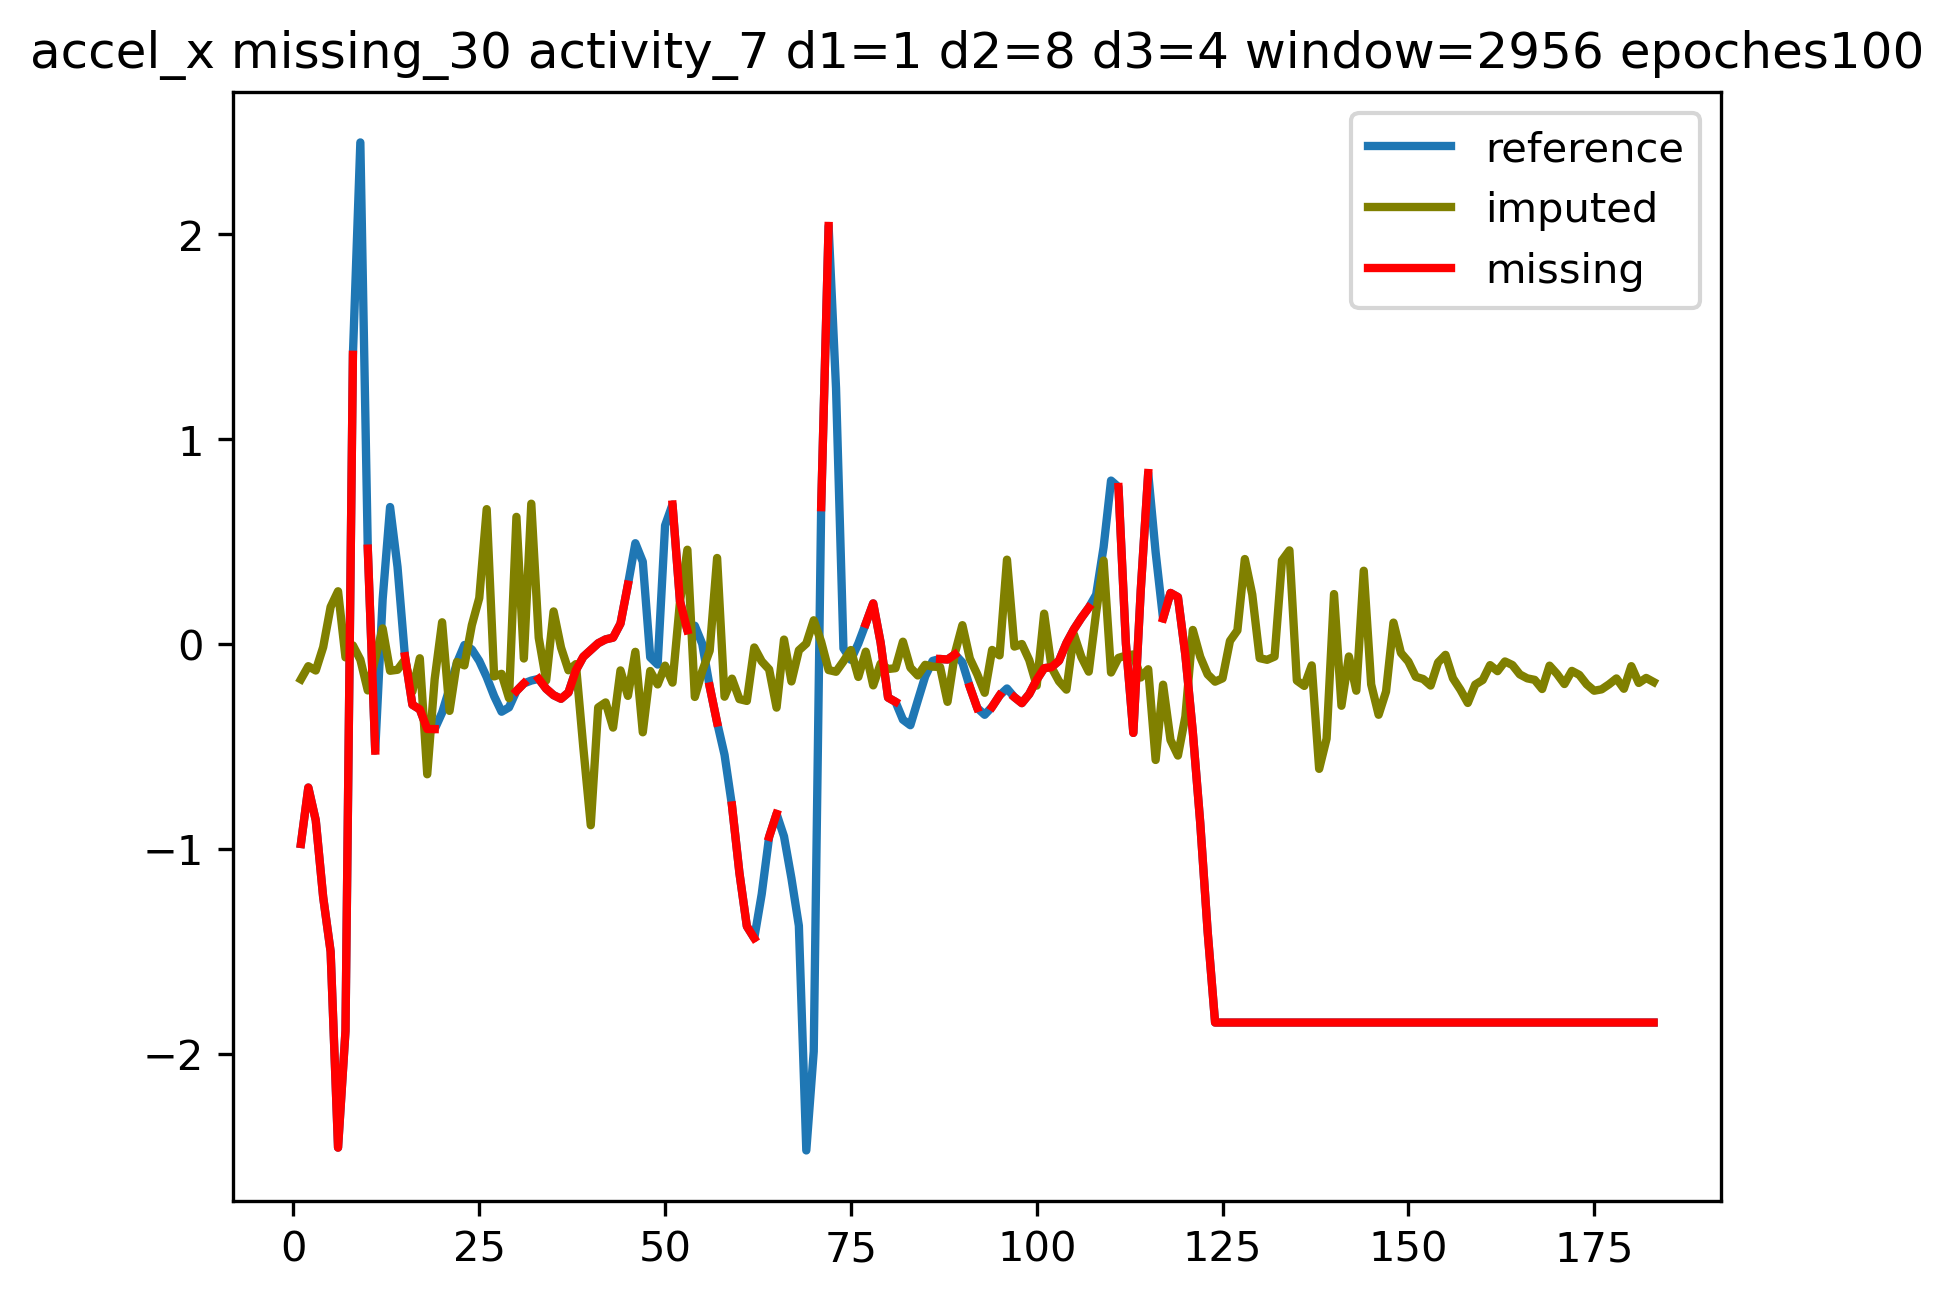 accel_x missing_30 activity_7 d1=1 d2=8 d3=4 window=2956 epoches100
reference
imputed
missing
2
1
0
−1
−2
0 25 50 75 100 125 150 175